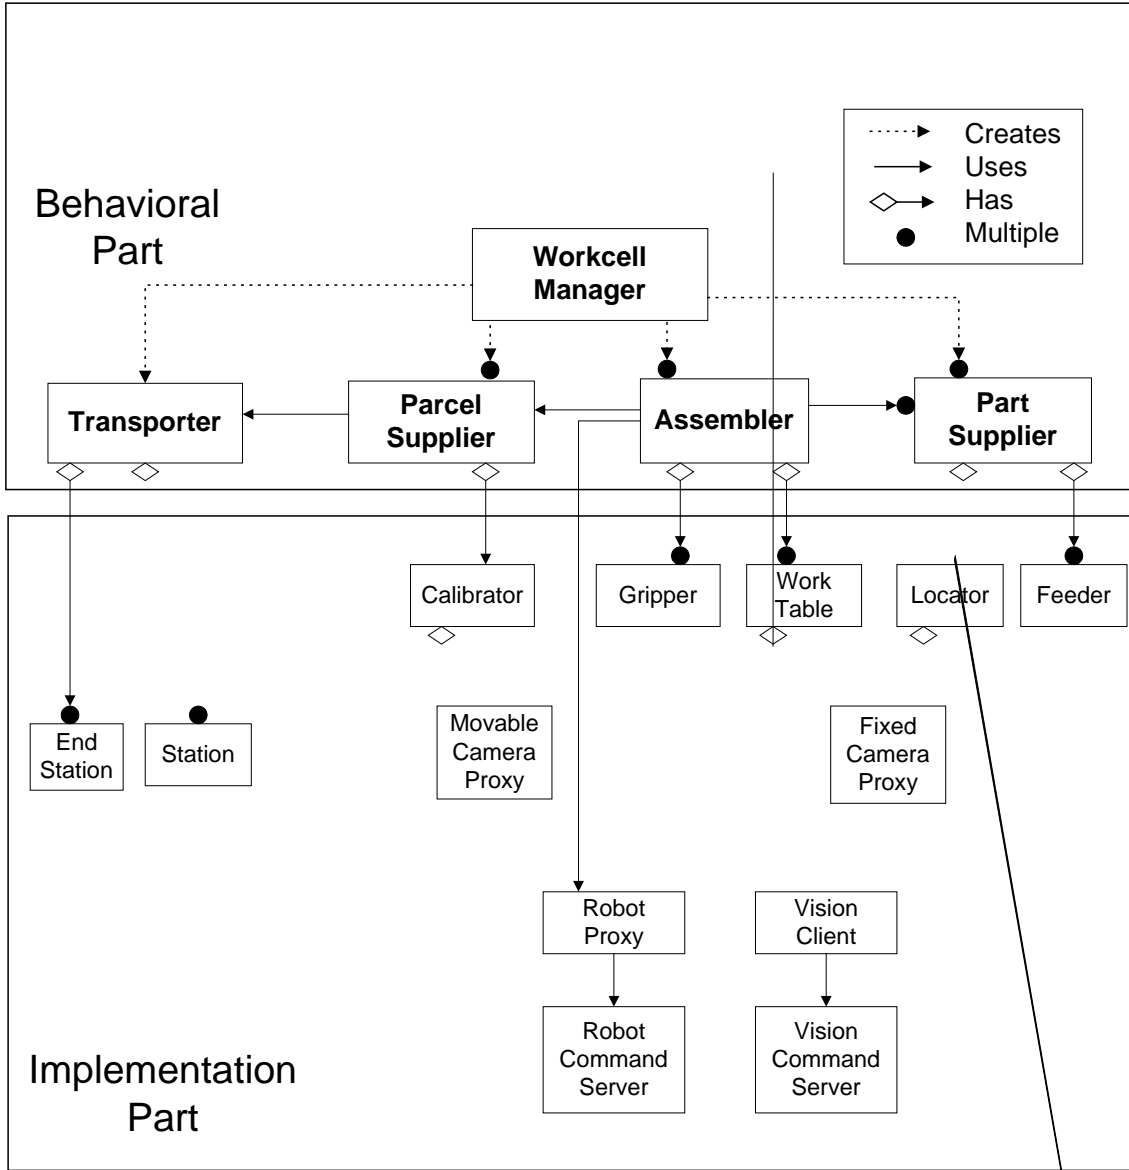 Creates
Uses
Has
Multiple
Behavioral
Part
Workcell
Manager
Transporter
Parcel
Supplier
Assembler
Part
Supplier
Calibrator
Gripper
Work
Table
Locator
Feeder
End
Station
Station
Movable
Camera
Proxy
Fixed
Camera
Proxy
Robot
Proxy
Vision
Client
Robot
Command
Server
Vision
Command
Server
Implementation
Part